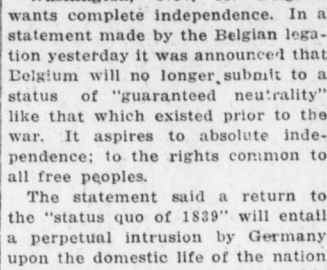 wants complete independence. In a
statement made by the Belgian lega-
tion yesterday it was announced that
Belgium will no longer submit to a
status of "guaranteed neutrality"
like that which existed prior to the
war. It aspires to absolute inde-
pendence; to the rights common to
all free peoples.
The statement said a return to
the "status quo of 1839" will entail
a perpetual intrusion by Germany
upon the domestic life of the nation